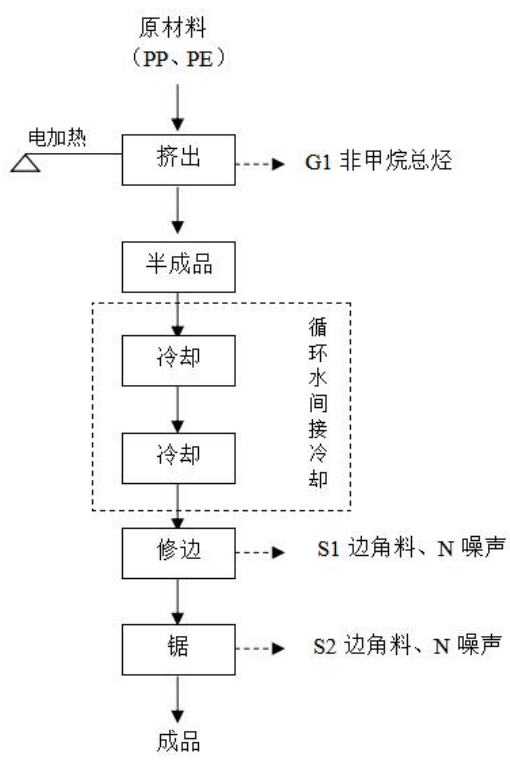 原材料
（PP、PE）
电加热
挤出
G1 非甲烷总烃
半成品
冷却
循环水间接冷却
冷却
修边
S1 边角料、N 噪声
锯
S2 边角料、N 噪声
成品